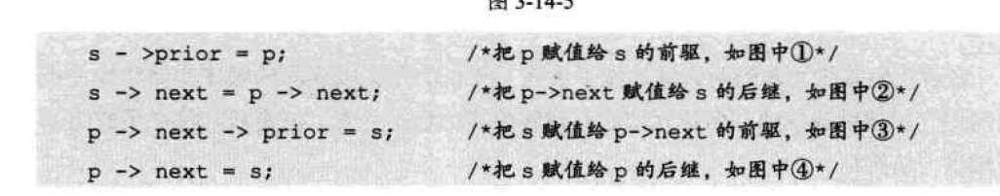 图 3-14-5
s - >prior = p; /*把 p 赋值给 s 的前驱，如图中①*/
s -> next = p -> next; /*把 p->next 赋值给 s 的后继，如图中②*/
p -> next -> prior = s; /*把 s 赋值给 p->next 的前驱，如图中③*/
p -> next = s; /*把 s 赋值给 p 的后继，如图中④*/